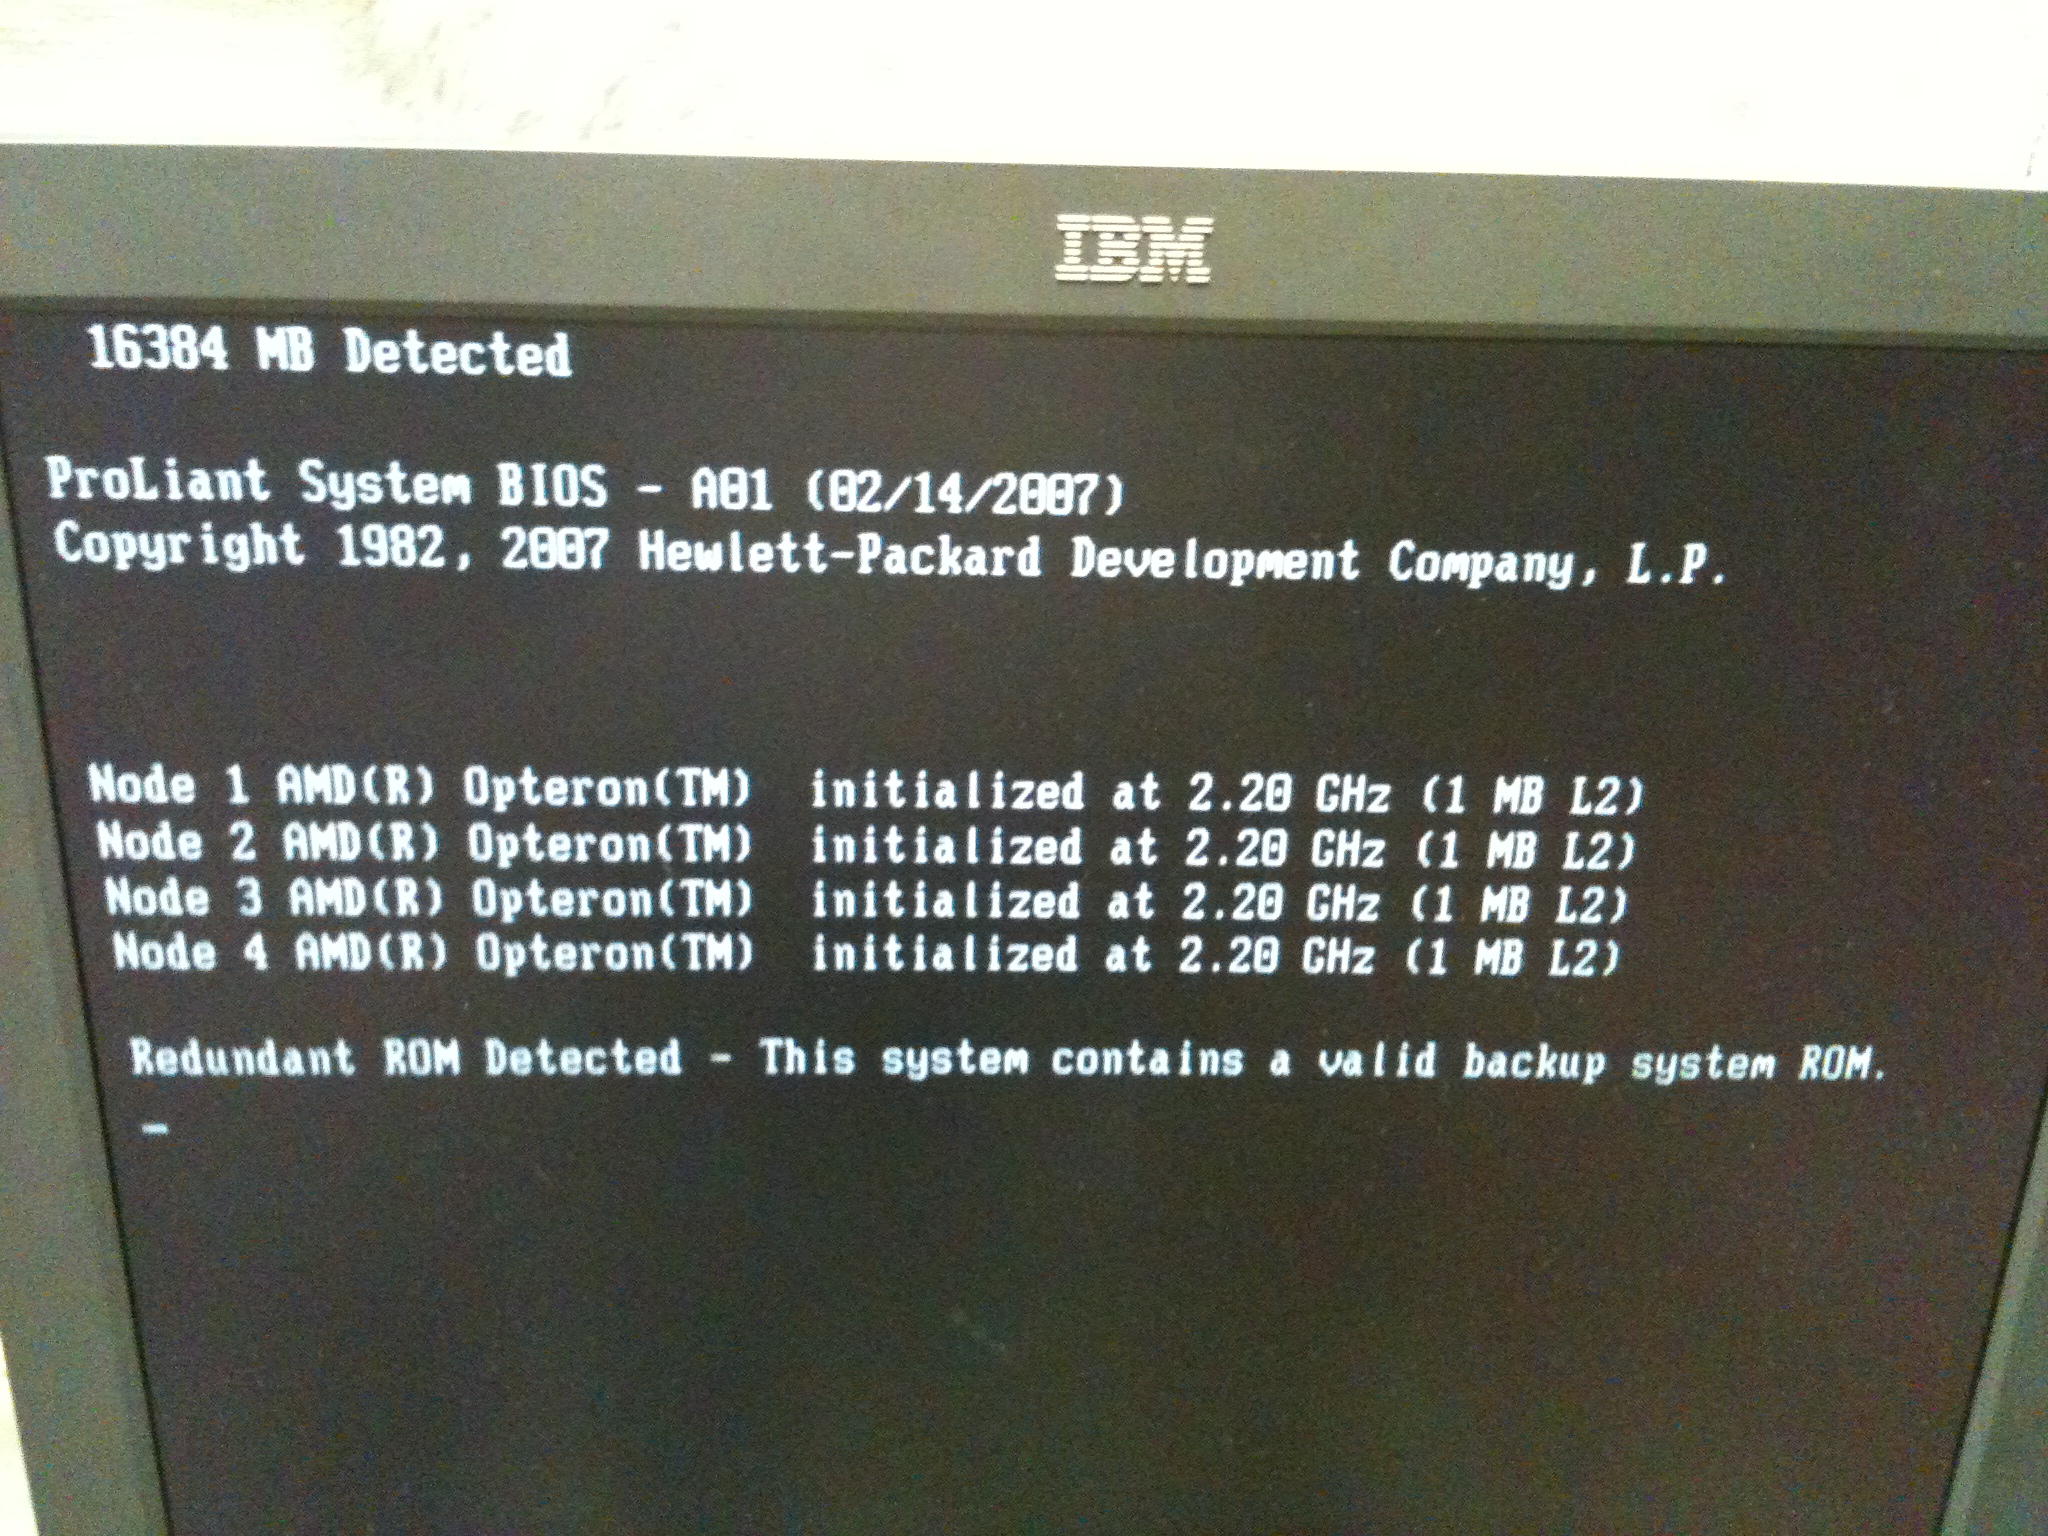 IBM
16384 MB Detected
ProLiant System BIOS - A01 (02/14/2007)
Copyright 1982, 2007 Hewlett-Packard Development Company, L.P.
Node 1 AMD(R) Opteron(TM)  initialized at 2.20 GHz (1 MB L2)
Node 2 AMD(R) Opteron(TM)  initialized at 2.20 GHz (1 MB L2)
Node 3 AMD(R) Opteron(TM)  initialized at 2.20 GHz (1 MB L2)
Node 4 AMD(R) Opteron(TM)  initialized at 2.20 GHz (1 MB L2)
Redundant ROM Detected - This system contains a valid backup system ROM.